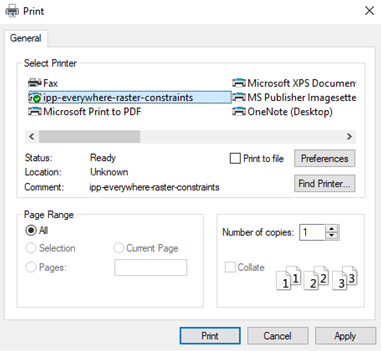 Print
General
Select Printer
Fax
ipp-everywhere-raster-constraints
Microsoft Print to PDF
Microsoft XPS Documen
MS Publisher Imagesette
OneNote (Desktop)
Status: Ready
Location: Unknown
Comment: ipp-everywhere-raster-constraints
Print to file
Preferences
Find Printer...
Page Range
All
Selection Current Page
Pages:
Number of copies: 1
Collate
1 1 2 2 3 3
Print Cancel Apply